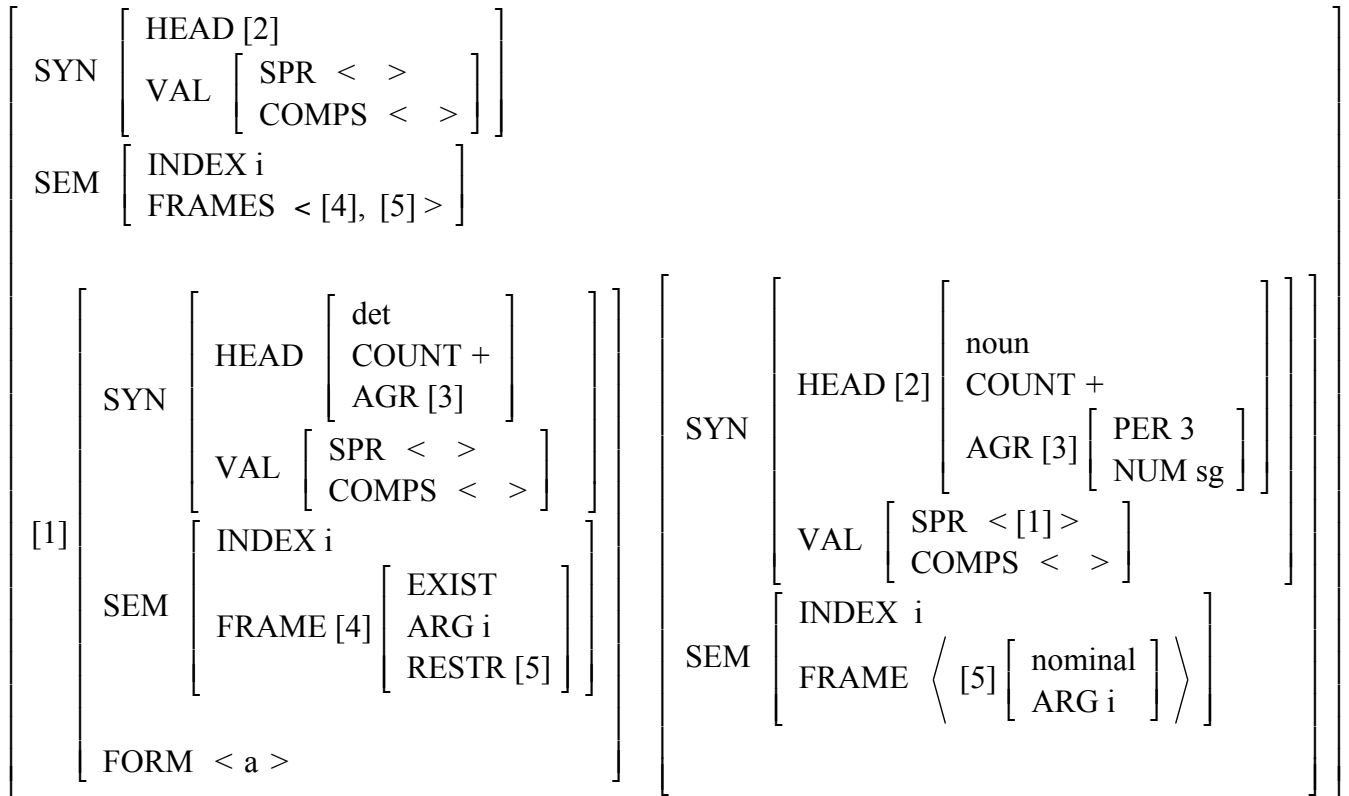 HEAD [2]
SYN VAL SPR < >
COMPS < >
SEM INDEX i
FRAMES < [4], [5] >
[1] SYN HEAD det
COUNT +
AGR [3]
VAL SPR < >
COMPS < >
SEM INDEX i
FRAME [4] EXIST
ARG i
RESTR [5]
FORM < a >
SYN HEAD [2] noun
COUNT +
AGR [3] PER 3
NUM sg
VAL SPR < [1] >
COMPS < >
SEM INDEX i
FRAME 〈 [5] nominal
ARG i 〉